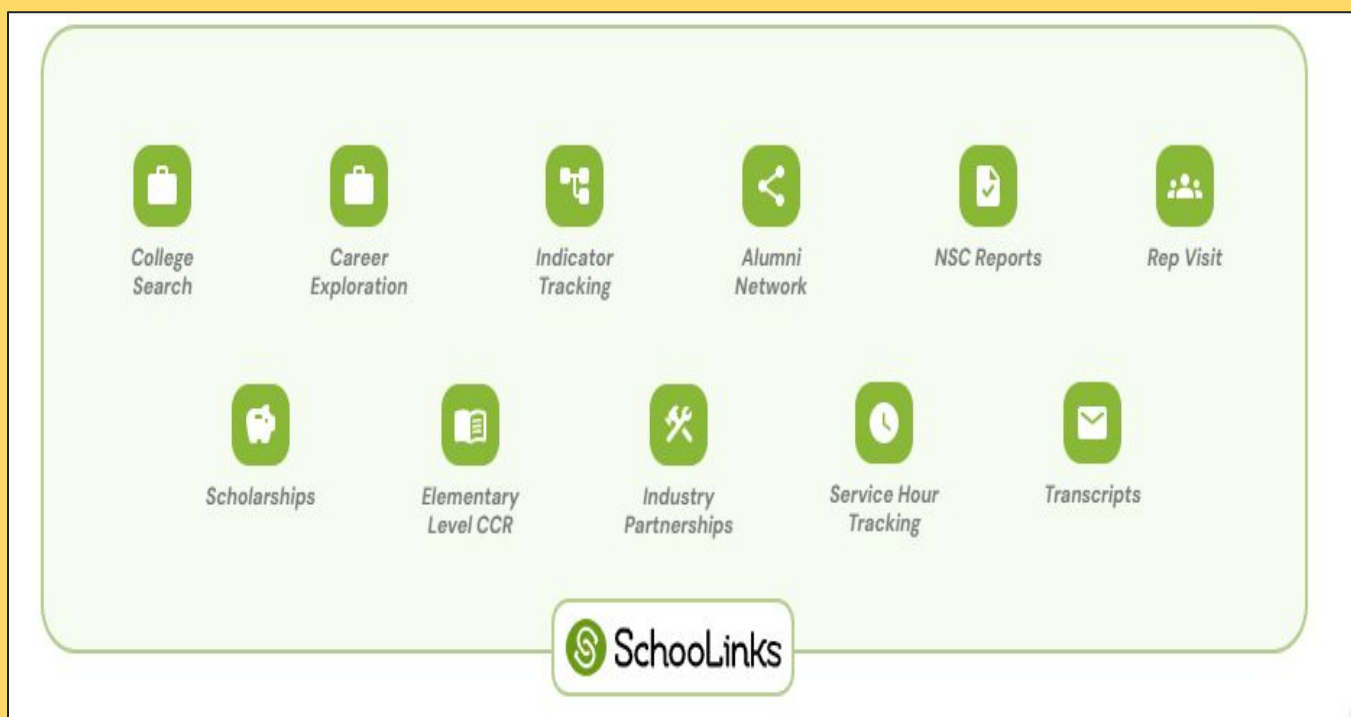 College
Search
Career
Exploration
Indicator
Tracking
Alumni
Network
NSC Reports
Rep Visit
Scholarships
Elementary
Level CCR
Industry
Partnerships
Service Hour
Tracking
Transcripts
SchooLinks